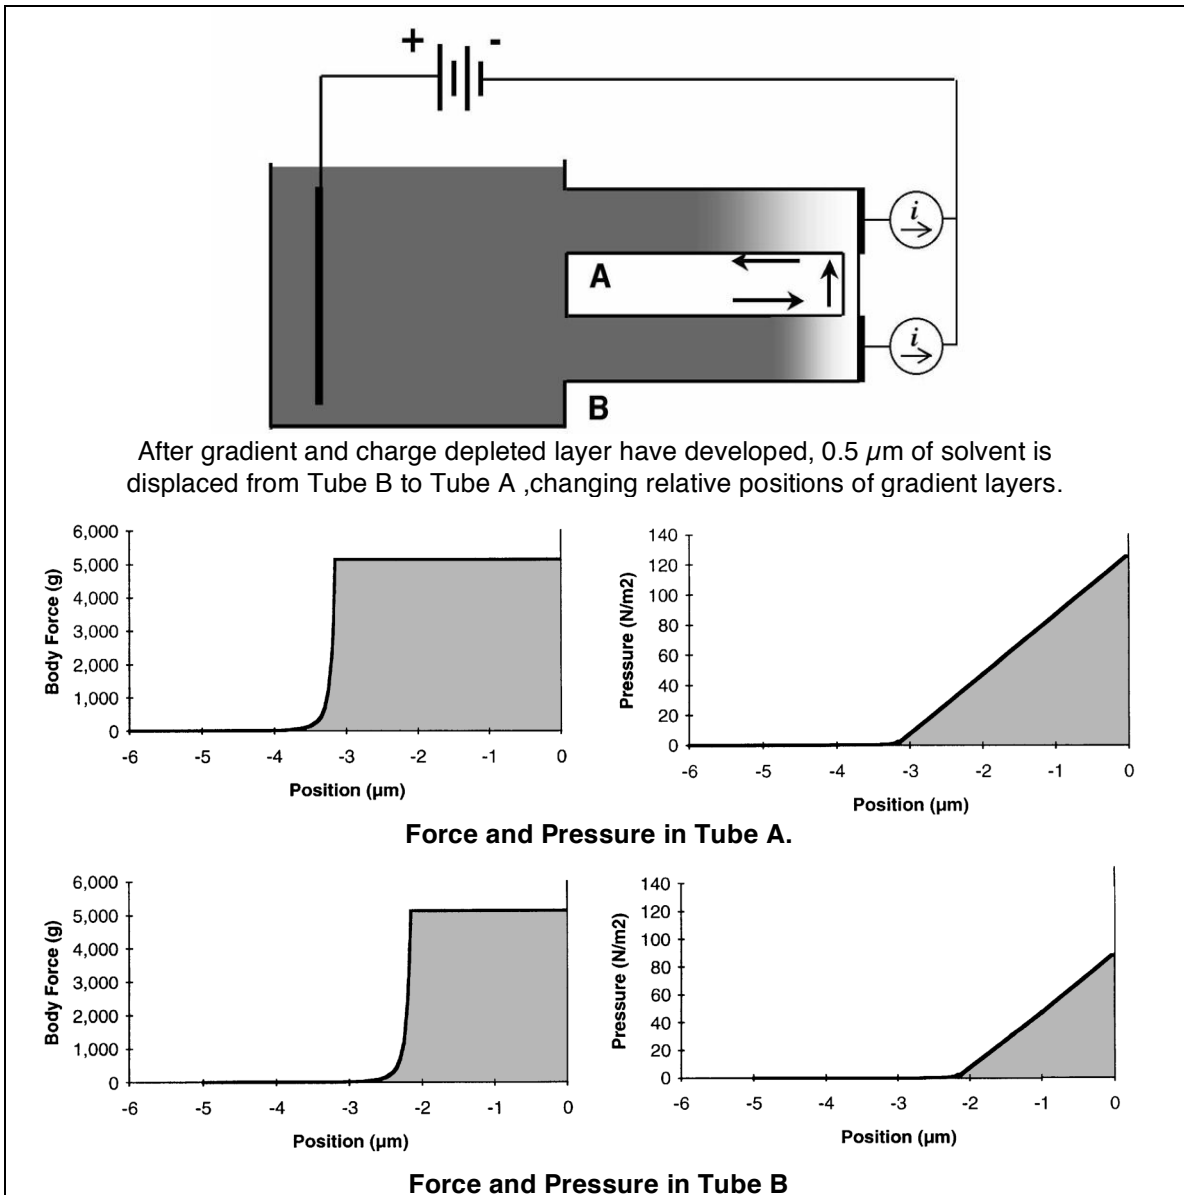 + -
i
A
i
B
After gradient and charge depleted layer have developed, 0.5 µm of solvent is
displaced from Tube B to Tube A ,changing relative positions of gradient layers.
Body Force (g)
6,000
5,000
4,000
3,000
2,000
1,000
0
-6 -5 -4 -3 -2 -1 0
Position (µm)
Pressure (N/m2)
140
120
100
80
60
40
20
0
-6 -5 -4 -3 -2 -1 0
Position (µm)
Force and Pressure in Tube A.
Body Force (g)
6,000
5,000
4,000
3,000
2,000
1,000
0
-6 -5 -4 -3 -2 -1 0
Position (µm)
Pressure (N/m2)
140
120
100
80
60
40
20
0
-6 -5 -4 -3 -2 -1 0
Position (µm)
Force and Pressure in Tube B